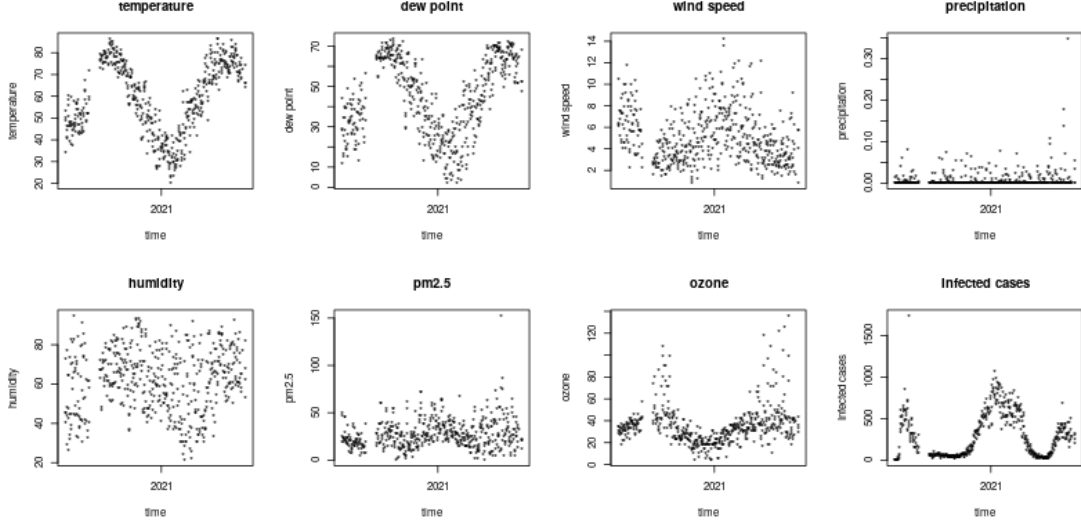 temperature
temperature
20 30 40 50 60 70 80
2021
time
dew point
dew point
0 10 30 50 70
2021
time
wind speed
wind speed
2 4 6 8 10 12 14
2021
time
precipitation
precipitation
0.00 0.10 0.20 0.30
2021
time
humidity
humidity
20 40 60 80
2021
time
pm2.5
pm2.5
0 50 100 150
2021
time
ozone
ozone
0 20 40 60 80 120
2021
time
infected cases
infected cases
0 500 1000 1500
2021
time